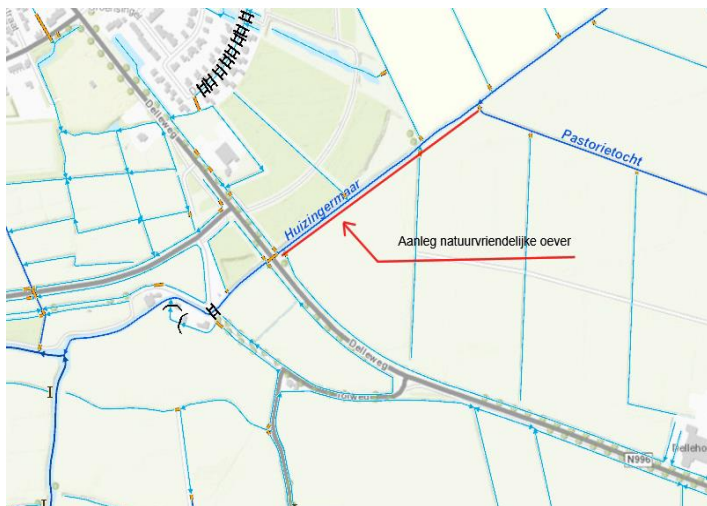 Delleweg
Huizingermaar
Pastorietocht
Aanleg natuurvriendelijke oever
Delleweg
N996